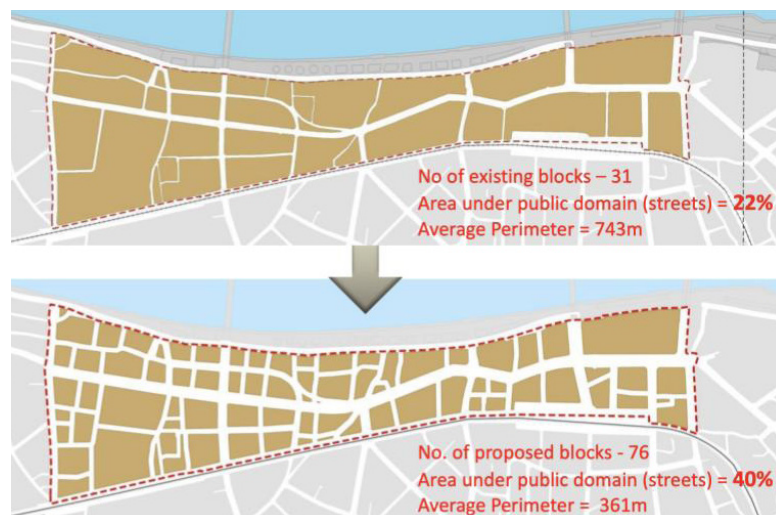 No of existing blocks – 31
Area under public domain (streets) = 22%
Average Perimeter = 743m
No. of proposed blocks - 76
Area under public domain (streets) = 40%
Average Perimeter =  361m